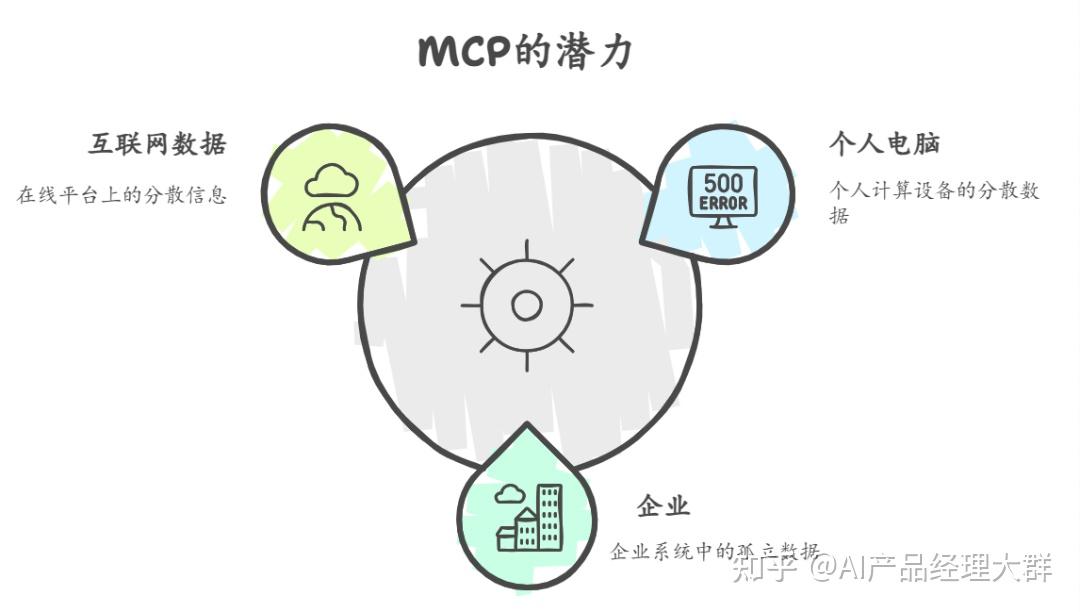 MCP的潜力
互联网数据
在线平台上的分散信息
500
ERROR
个人电脑
个人计算设备的分散数
据
企业
企业系统中的孤立数据
知乎 @AI产品经理大群